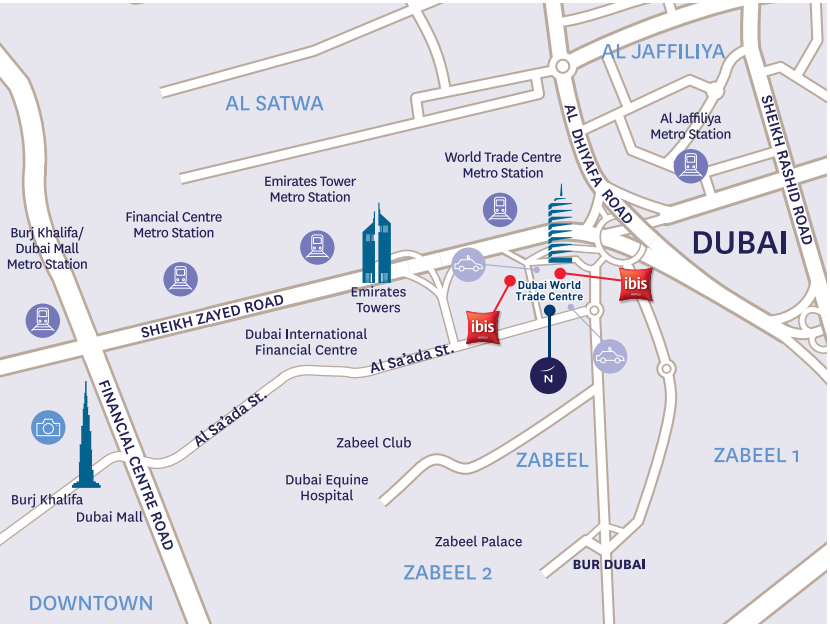 AL JAFFILIYA
AL SATWA
AL DHIYAFA ROAD
SHEIKH RASHID ROAD
Al Jaffiliya
Metro Station
World Trade Centre
Metro Station
Emirates Tower
Metro Station
Financial Centre
Metro Station
Burj Khalifa/
Dubai Mall
Metro Station
DUBAI
Emirates
Towers
Dubai World
Trade Centre
ibis
ibis
N
SHEIKH ZAYED ROAD
Dubai International
Financial Centre
Al Sa'ada St.
Al Sa'ada St.
FINANCIAL CENTRE ROAD
Zabeel Club
ZABEEL
ZABEEL 1
Dubai Equine
Hospital
Burj Khalifa
Dubai Mall
Zabeel Palace
BUR DUBAI
ZABEEL 2
DOWNTOWN